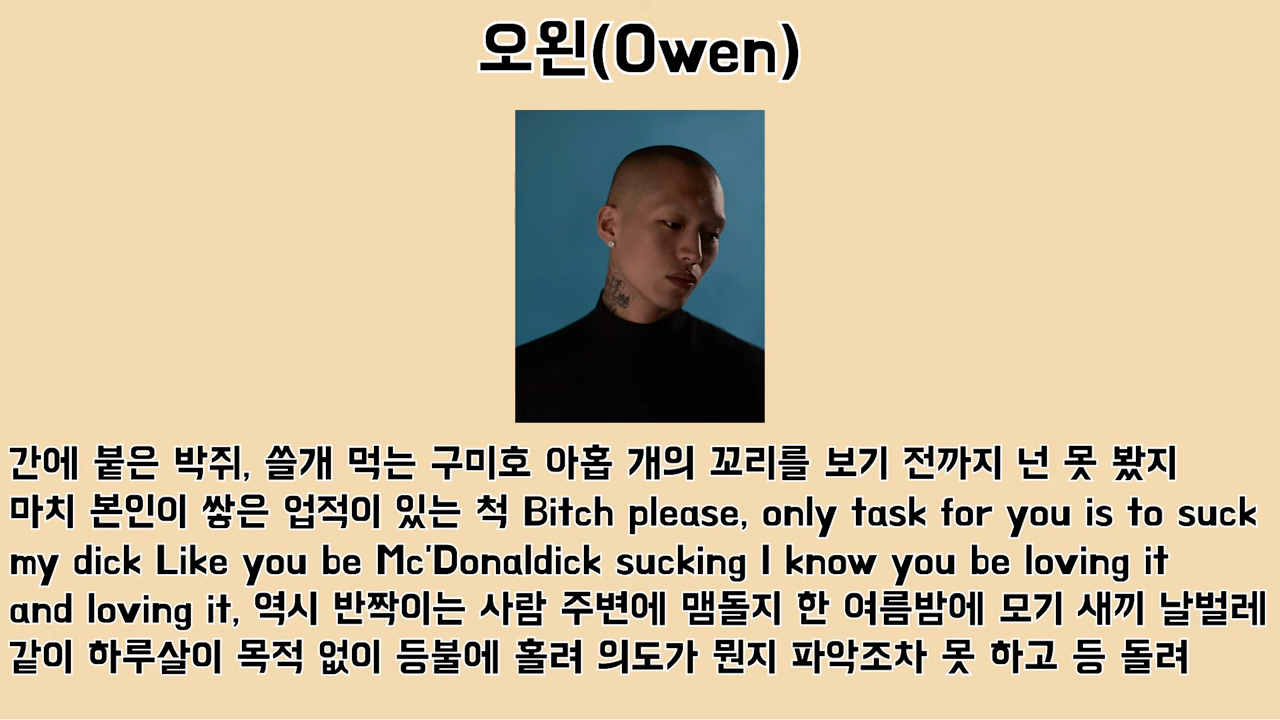 오왼(Owen)
간에 붙은 박쥐, 쓸개 먹는 구미호 아홉 개의 꼬리를 보기 전까지 넌 못 봤지
마치 본인이 쌓은 업적이 있는 척 Bitch please, only task for you is to suck
my dick Like you be Mc'Donaldick sucking I know you be loving it
and loving it, 역시 반짝이는 사람 주변에 맴돌지 한 여름밤에 모기 새끼 날벌레
같이 하루살이 목적 없이 등불에 홀려 의도가 뭔지 파악조차 못 하고 등 돌려